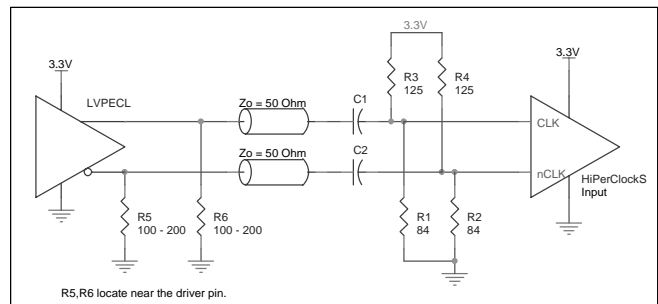 3.3V
3.3V
3.3V
LVPECL
R3
125
R4
125
Zo = 50 Ohm
C1
CLK
Zo = 50 Ohm
C2
nCLK
HiPerClockS
Input
R5
100 - 200
R6
100 - 200
R1
84
R2
84
R5,R6 locate near the driver pin.